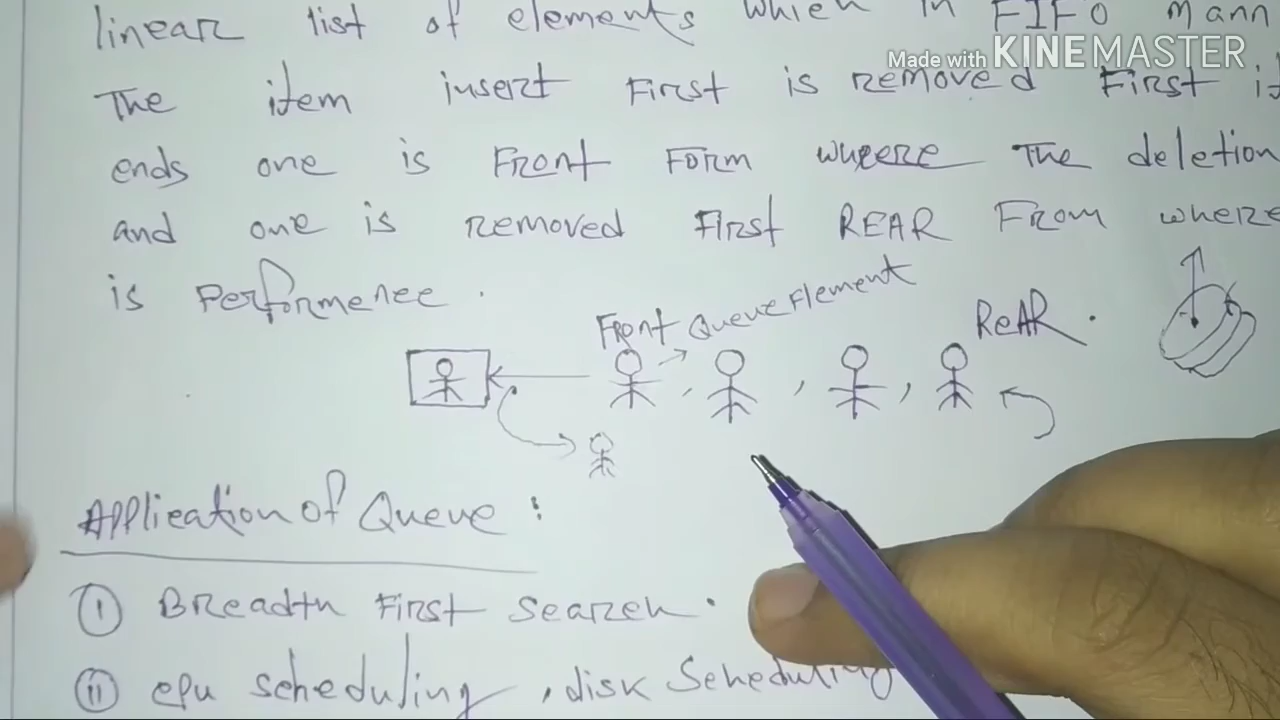 linear list of elements which in FIFO mann
Made with KINEMASTER
The item insert First is removed First it
ends one is Front Form where The deletion
and one is removed First REAR From where
is Performence.
Front Queue Element REAR.
Application of Queue :
i Breadth First Search.
ii cpu scheduling, disk Scheduling